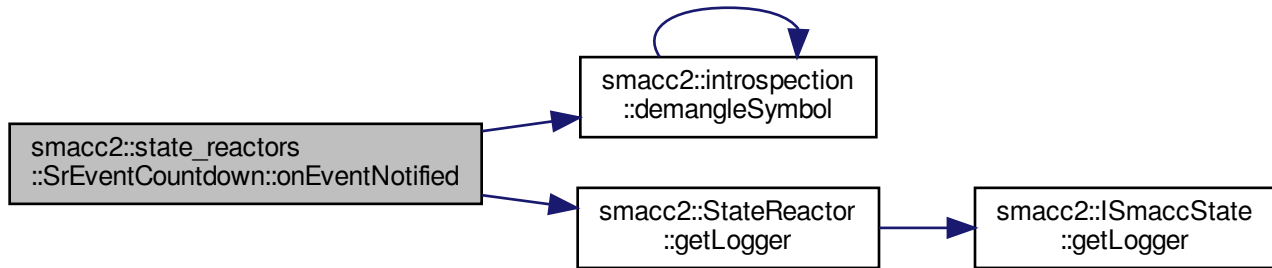 smacc2::introspection
::demangleSymbol
smacc2::state_reactors
::SrEventCountdown::onEventNotified
smacc2::StateReactor
::getLogger
smacc2::ISmaccState
::getLogger